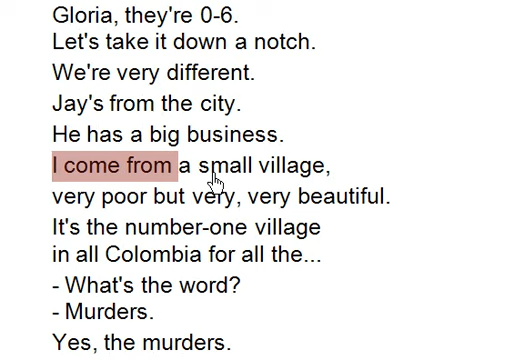 Gloria, they're 0-6.
Let's take it down a notch.
We're very different.
Jay's from the city.
He has a big business.
I come from a small village,
very poor but very, very beautiful.
It's the number-one village
in all Colombia for all the...
- What's the word?
- Murders.
Yes, the murders.